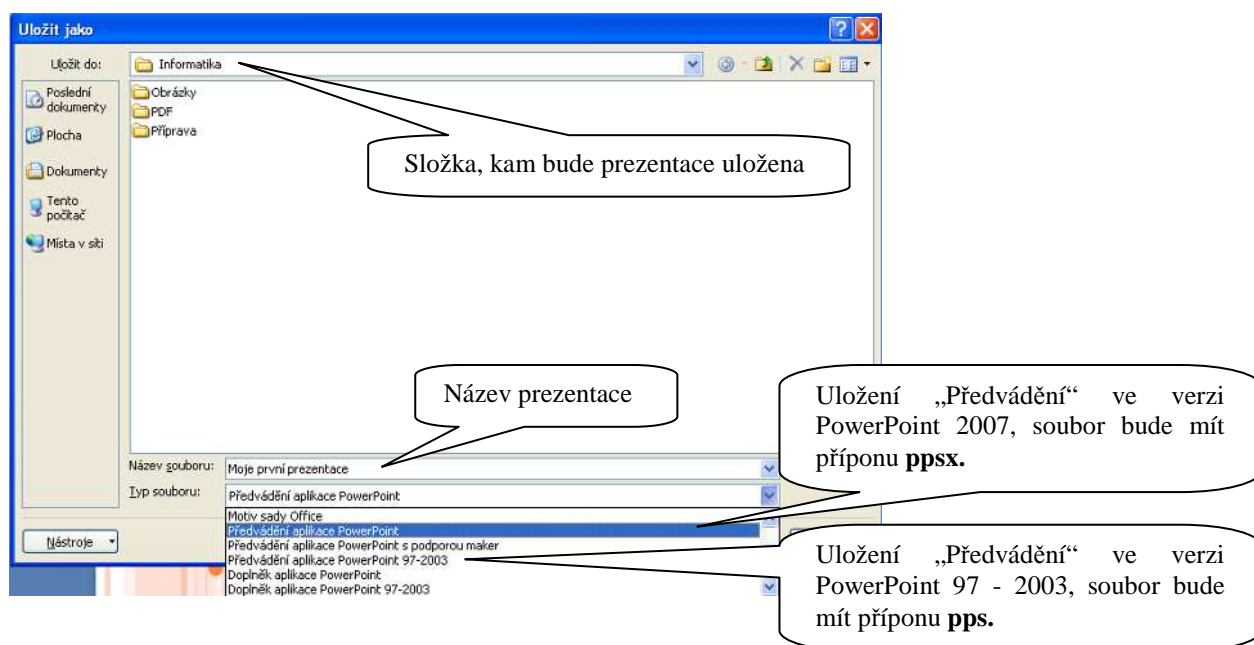 Uložit jako
Uložit do:
Informatika
Poslední
dokumenty
Plocha
Dokumenty
Tento
počítač
Místa v síti
Obrázky
PDF
Příprava
Složka, kam bude prezentace uložena
Název prezentace
Uložení „Předvádění“ ve verzi
PowerPoint 2007, soubor bude mít
příponu ppsx.
Název souboru:
Moje první prezentace
Typ souboru:
Předvádění aplikace PowerPoint
Motiv sady Office
Předvádění aplikace PowerPoint
Předvádění aplikace PowerPoint s podporou maker
Předvádění aplikace PowerPoint 97-2003
Doplněk aplikace PowerPoint
Doplněk aplikace PowerPoint 97-2003
Nástroje
Uložení „Předvádění“ ve verzi
PowerPoint 97 - 2003, soubor bude
mít příponu pps.